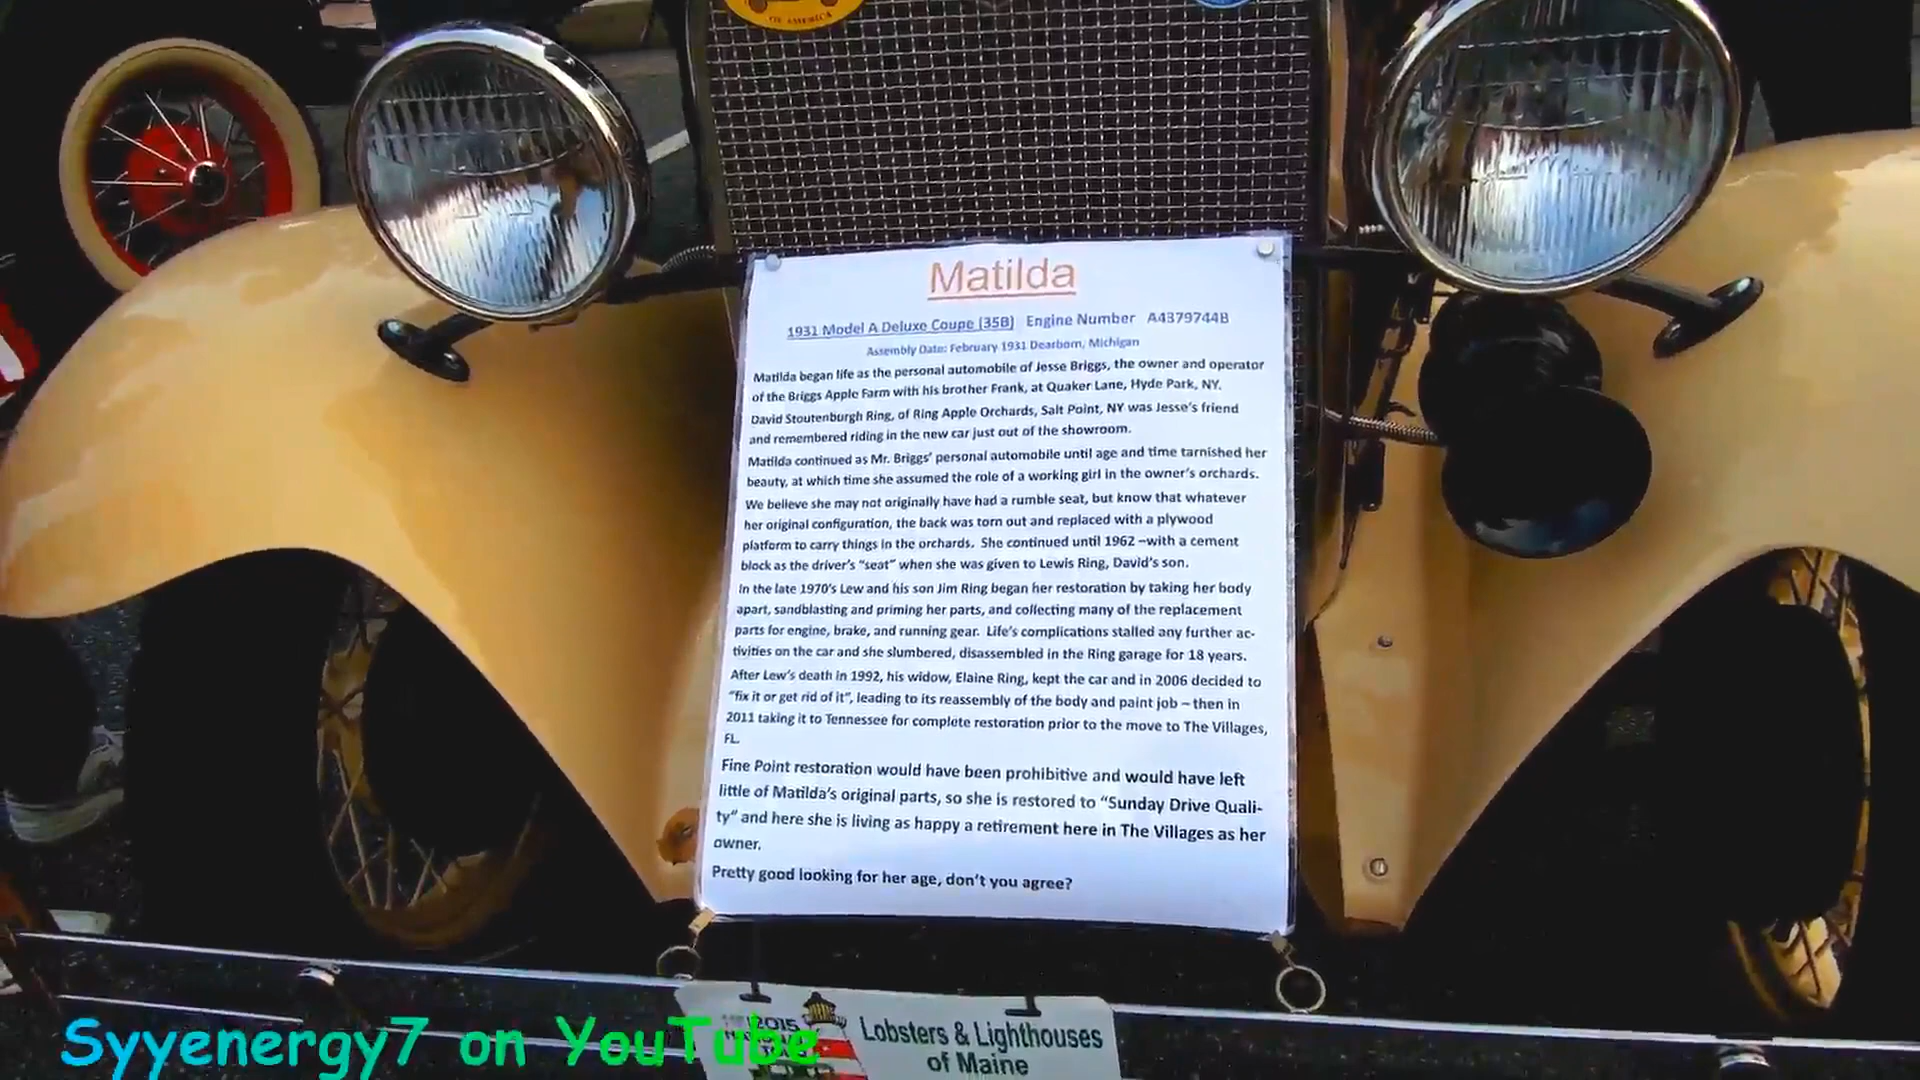 OF AMERICA
Matilda
1931 Model A Deluxe Coupe (35B) Engine Number A4379744B
Assembly Date: February 1931 Dearborn, Michigan
Matilda began life as the personal automobile of Jesse Briggs, the owner and operator
of the Briggs Apple Farm with his brother Frank, at Quaker Lane, Hyde Park, NY.
David Stoutenburgh Ring, of Ring Apple Orchards, Salt Point, NY was Jesse's friend
and remembered riding in the new car just out of the showroom.
Matilda continued as Mr. Briggs' personal automobile until age and time tarnished her
beauty, at which time she assumed the role of a working girl in the owner's orchards.
We believe she may not originally have had a rumble seat, but know that whatever
her original configuration, the back was torn out and replaced with a plywood
platform to carry things in the orchards. She continued until 1962 –with a cement
block as the driver's "seat" when she was given to Lewis Ring, David's son.
In the late 1970's Lew and his son Jim Ring began her restoration by taking her body
apart, sandblasting and priming her parts, and collecting many of the replacement
parts for engine, brake, and running gear. Life's complications stalled any further ac-
tivities on the car and she slumbered, disassembled in the Ring garage for 18 years.
After Lew's death in 1992, his widow, Elaine Ring, kept the car and in 2006 decided to
"fix it or get rid of it", leading to its reassembly of the body and paint job – then in
2011 taking it to Tennessee for complete restoration prior to the move to The Villages,
FL.
Fine Point restoration would have been prohibitive and would have left
little of Matilda's original parts, so she is restored to "Sunday Drive Quali-
ty" and here she is living as happy a retirement here in The Villages as her
owner.
Pretty good looking for her age, don't you agree?
2015
Lobsters & Lighthouses
of Maine
Syyenergy7 on YouTube